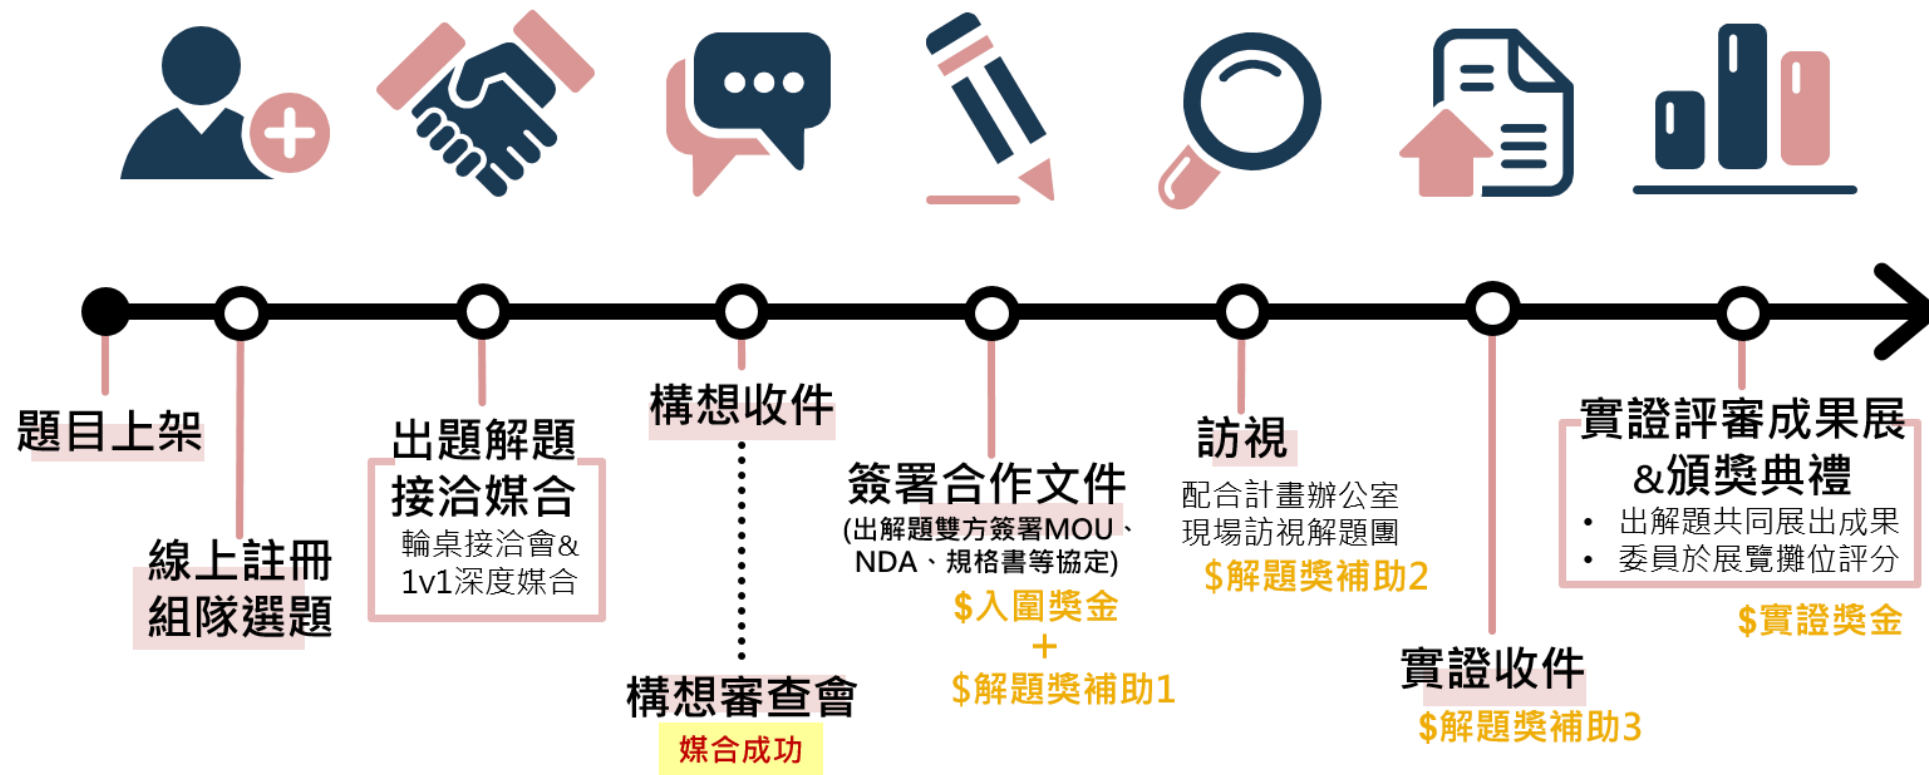 題目上架
線上註冊
組隊選題
出題解題
接洽媒合
輪桌接洽會&
1v1深度媒合
構想收件
構想審查會
媒合成功
簽署合作文件
(出解題雙方簽署MOU、
NDA、規格書等協定)
$入圍獎金
+
$解題獎補助1
訪視
配合計畫辦公室
現場訪視解題團
$解題獎補助2
實證收件
$解題獎補助3
實證評審成果展
&頒獎典禮
• 出解題共同展出成果
• 委員於展覽攤位評分
$實證獎金